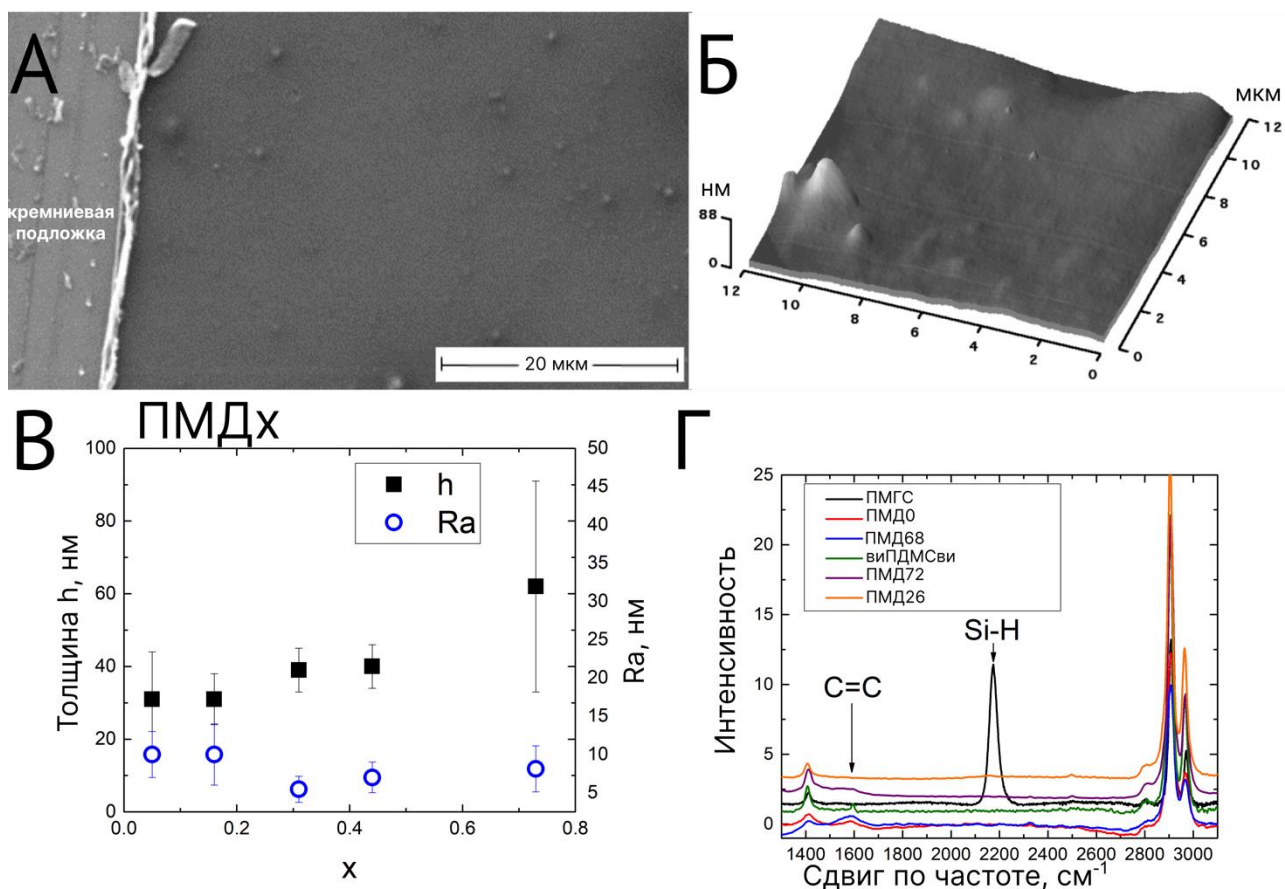 А
кремниевая
подложка
20 мкм
Б
мкм
12
10
8
6
4
2
0
нм
88
0
12
10
8
6
4
2
0
В
ПМДх
100
80
60
40
20
0
Толщина h, нм
h
Ra
50
45
40
35
30
25
20
15
10
5
Ra, нм
0.0 0.2 0.4 0.6 0.8
x
Г
25
20
15
10
5
0
Интенсивность
ПМГС
ПМД0
ПМД68
виПДМСви
ПМД72
ПМД26
Si-H
C=C
1400 1600 1800 2000 2200 2400 2600 2800 3000
Сдвиг по частоте, см⁻¹